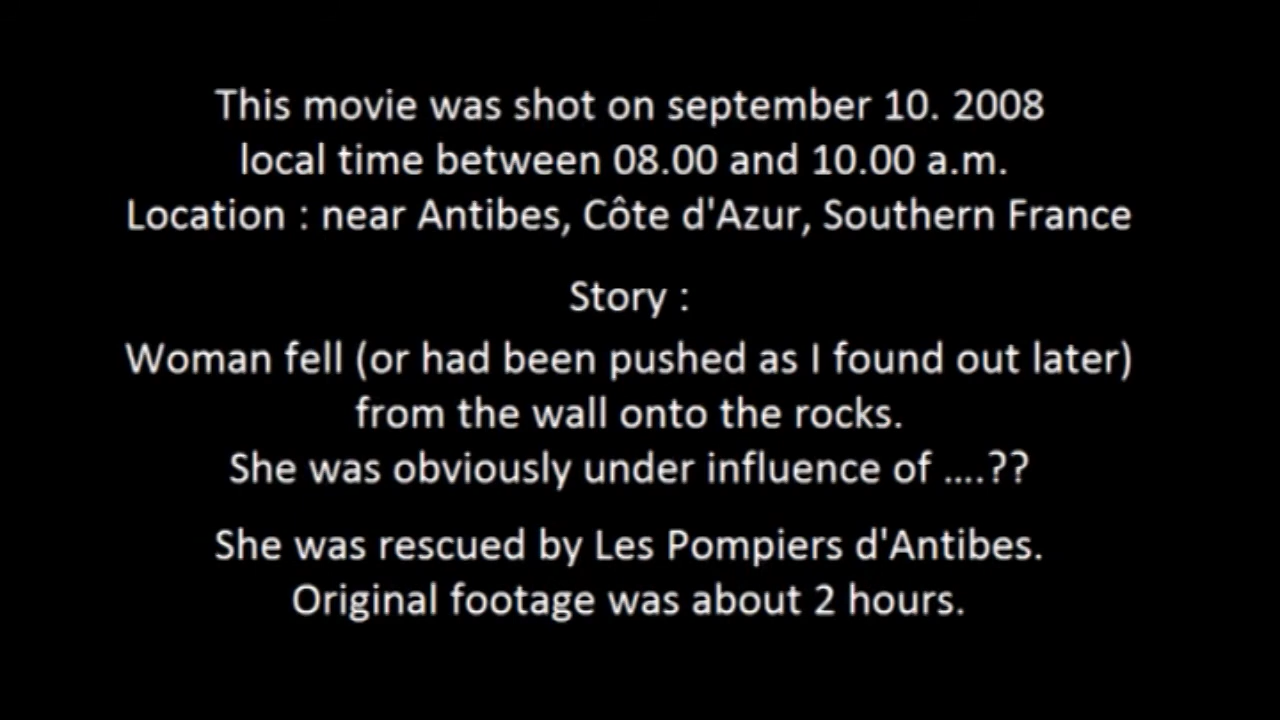 This movie was shot on september 10. 2008
local time between 08.00 and 10.00 a.m.
Location : near Antibes, Côte d'Azur, Southern France
Story :
Woman fell (or had been pushed as I found out later)
from the wall onto the rocks.
She was obviously under influence of ....??
She was rescued by Les Pompiers d'Antibes.
Original footage was about 2 hours.